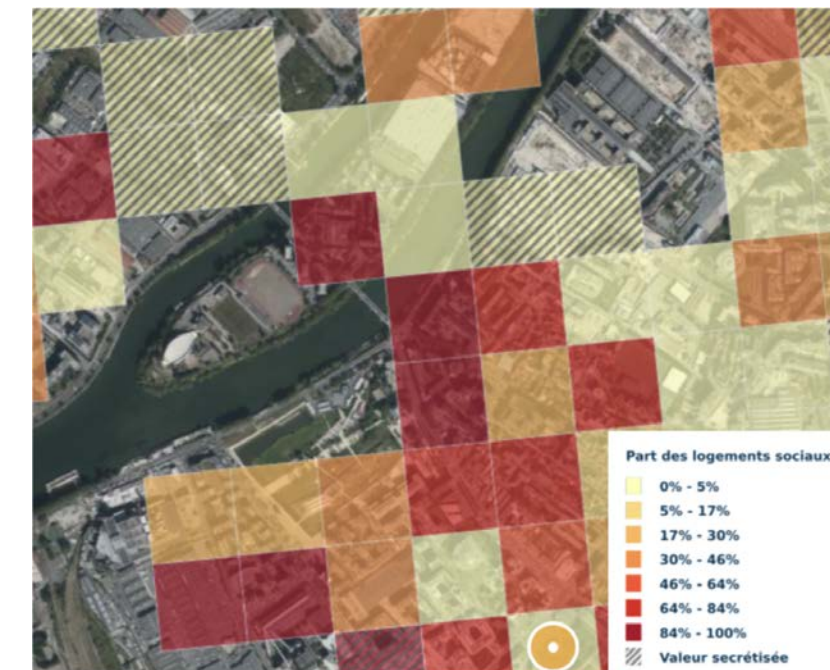 Part des logements sociaux
0% - 5%
5% - 17%
17% - 30%
30% - 46%
46% - 64%
64% - 84%
84% - 100%
Valeur secrétisée